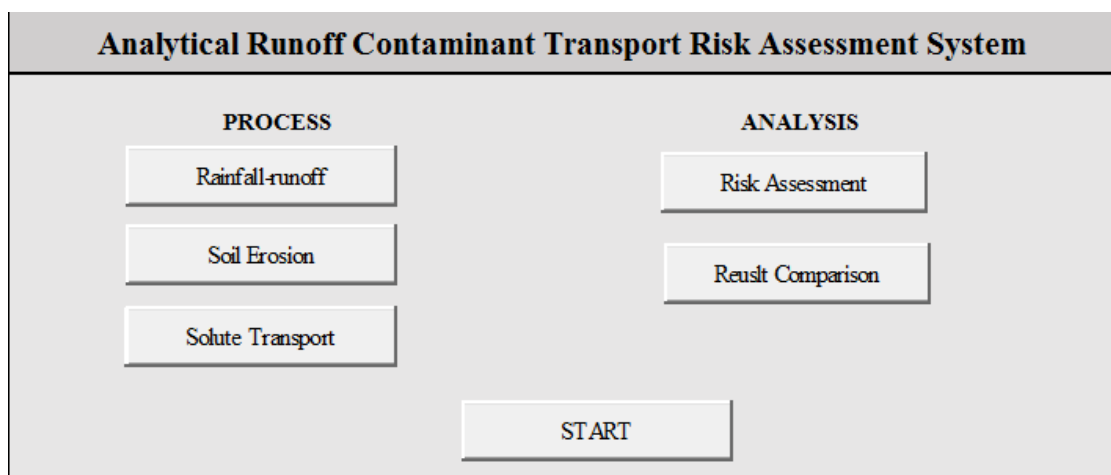 Analytical Runoff Contaminant Transport Risk Assessment System
PROCESS
Rainfall-runoff
Soil Erosion
Solute Transport
ANALYSIS
Risk Assessment
Reuslt Comparison
START